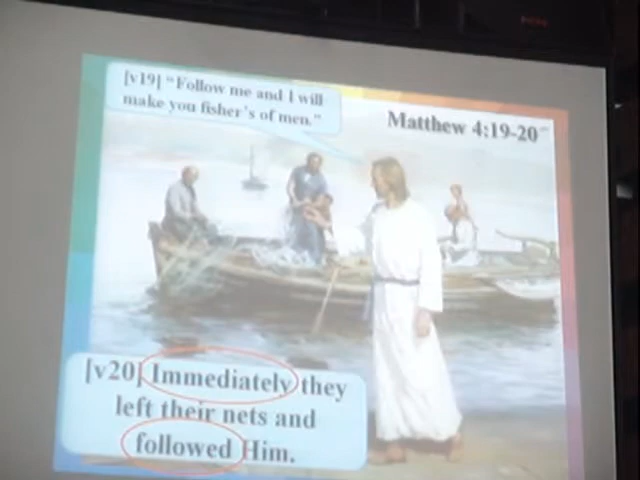 [v19] "Follow me and I will
make you fisher's of men."
Matthew 4:19-20
[v20] Immediately they
left their nets and
followed Him.